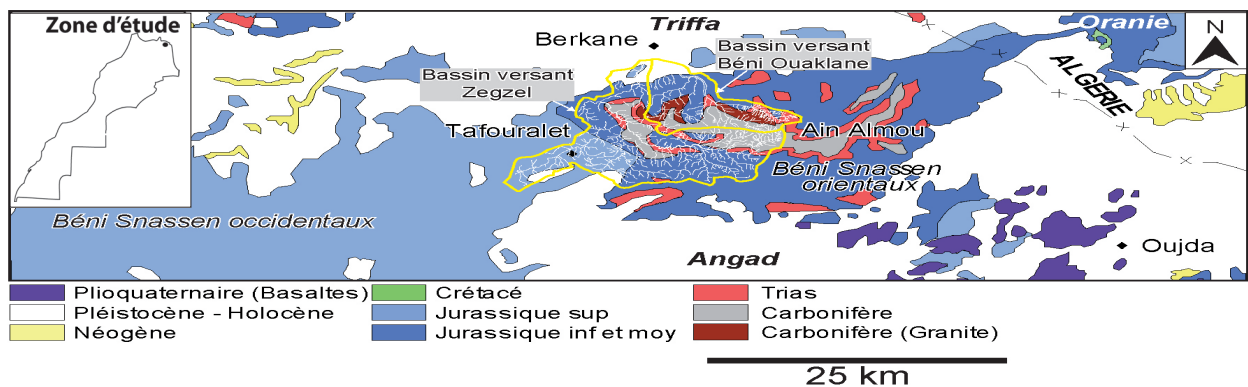 Zone d'étude
Triffa
Oranie
N
Berkane
Bassin versant
Béni Ouaklane
ALGERIE
Bassin versant
Zegzel
Tafouralet
Ain Almou
Béni Snassen
orientaux
Béni Snassen occidentaux
Angad
Oujda
Plioquaternaire (Basaltes)
Pléistocène - Holocène
Néogène
Crétacé
Jurassique sup
Jurassique inf et moy
Trias
Carbonifère
Carbonifère (Granite)
25 km